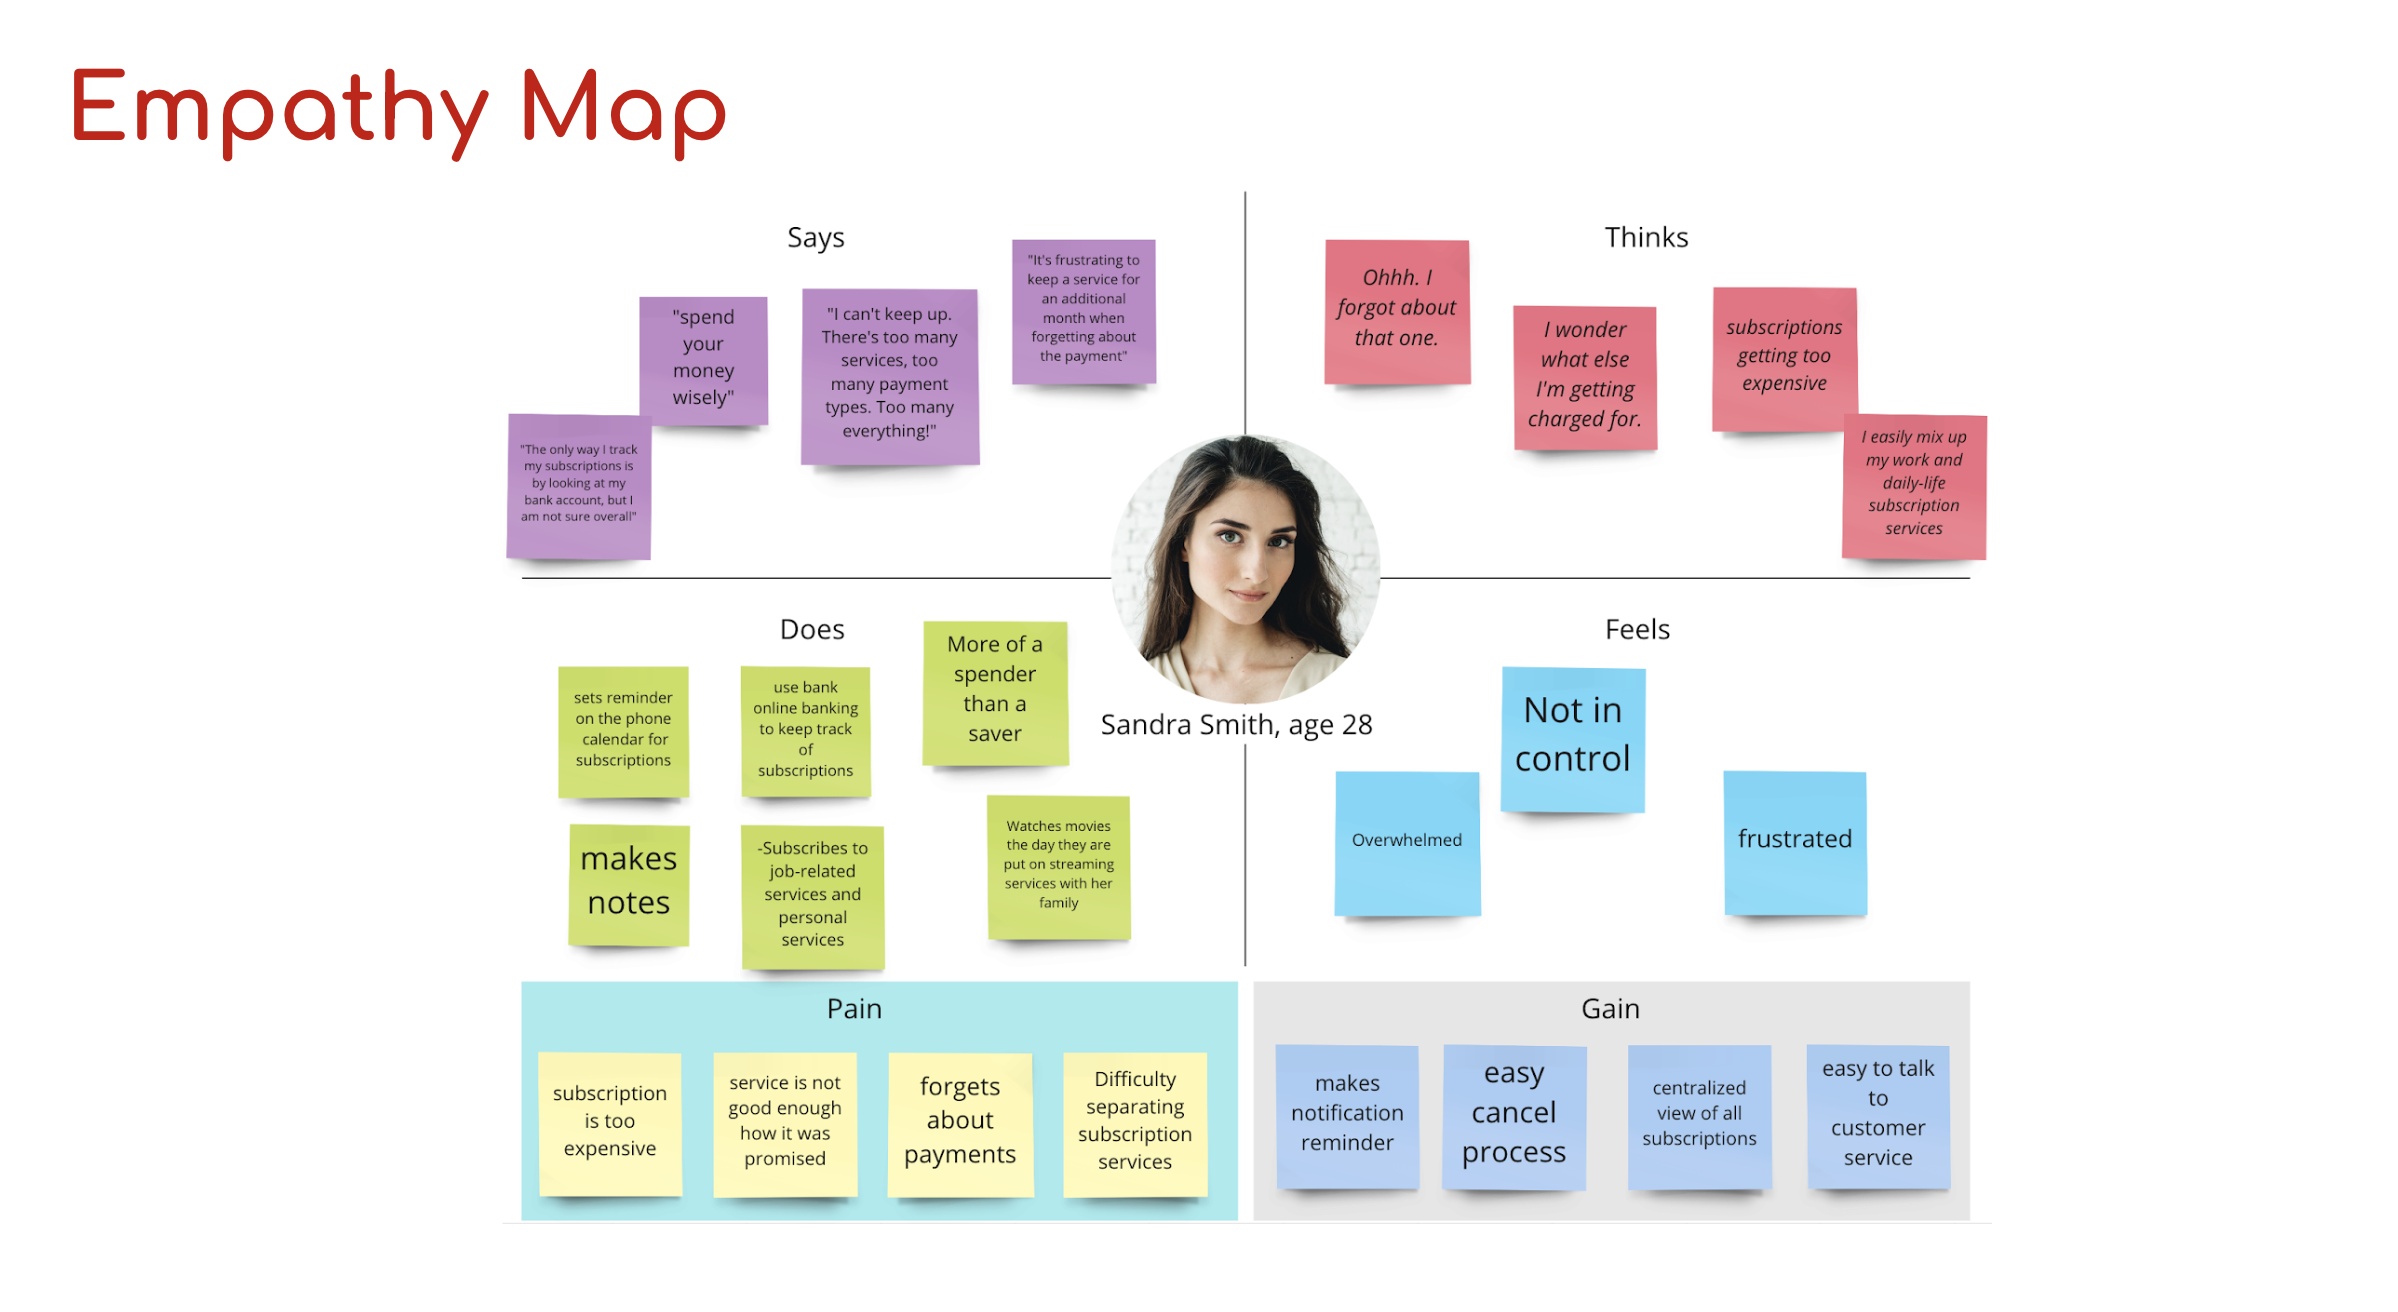 Empathy Map
Says
"The only way I track
my subscriptions is
by looking at my
bank account, but I
am not sure overall"
"spend
your
money
wisely"
"I can't keep up.
There's too many
services, too
many payment
types. Too many
everything!"
"It's frustrating to
keep a service for
an additional
month when
forgetting about
the payment"
Thinks
Ohhh. I
forgot about
that one.
I wonder
what else
I'm getting
charged for.
subscriptions
getting too
expensive
I easily mix up
my work and
daily-life
subscription
services
Sandra Smith, age 28
Does
sets reminder
on the phone
calendar for
subscriptions
use bank
online banking
to keep track
of
subscriptions
More of a
spender
than a
saver
makes
notes
-Subscribes to
job-related
services and
personal
services
Watches movies
the day they are
put on streaming
services with her
family
Feels
Overwhelmed
Not in
control
frustrated
Pain
subscription
is too
expensive
service is not
good enough
how it was
promised
forgets
about
payments
Difficulty
separating
subscription
services
Gain
makes
notification
reminder
easy
cancel
process
centralized
view of all
subscriptions
easy to talk
to
customer
service